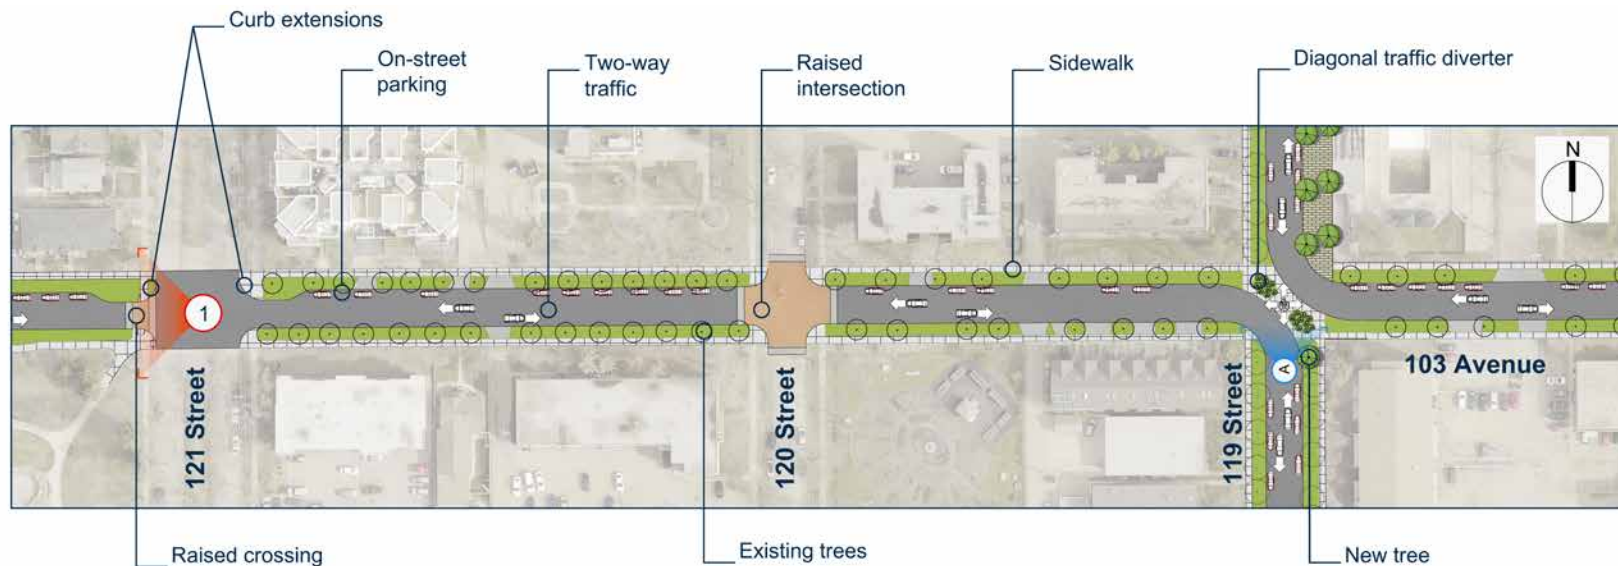 Curb extensions
On-street
parking
Two-way
traffic
Raised
intersection
Sidewalk
Diagonal traffic diverter
N
1
A
121 Street
120 Street
119 Street
103 Avenue
Raised crossing
Existing trees
New tree